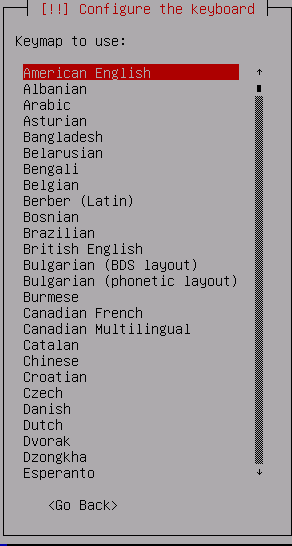 [!!] Configure the keyboard
Keymap to use:
American English
Albanian
Arabic
Asturian
Bangladesh
Belarusian
Bengali
Belgian
Berber (Latin)
Bosnian
Brazilian
British English
Bulgarian (BDS layout)
Bulgarian (phonetic layout)
Burmese
Canadian French
Canadian Multilingual
Catalan
Chinese
Croatian
Czech
Danish
Dutch
Dvorak
Dzongkha
Esperanto
<Go Back>